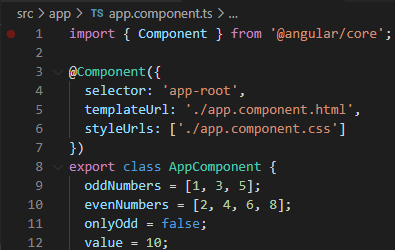 src > app > TS app.component.ts > ...
1 import { Component } from '@angular/core';
2
3 @Component({
4 selector: 'app-root',
5 templateUrl: './app.component.html',
6 styleUrls: ['./app.component.css']
7 })
8 export class AppComponent {
9 oddNumbers = [1, 3, 5];
10 evenNumbers = [2, 4, 6, 8];
11 onlyOdd = false;
12 value = 10;